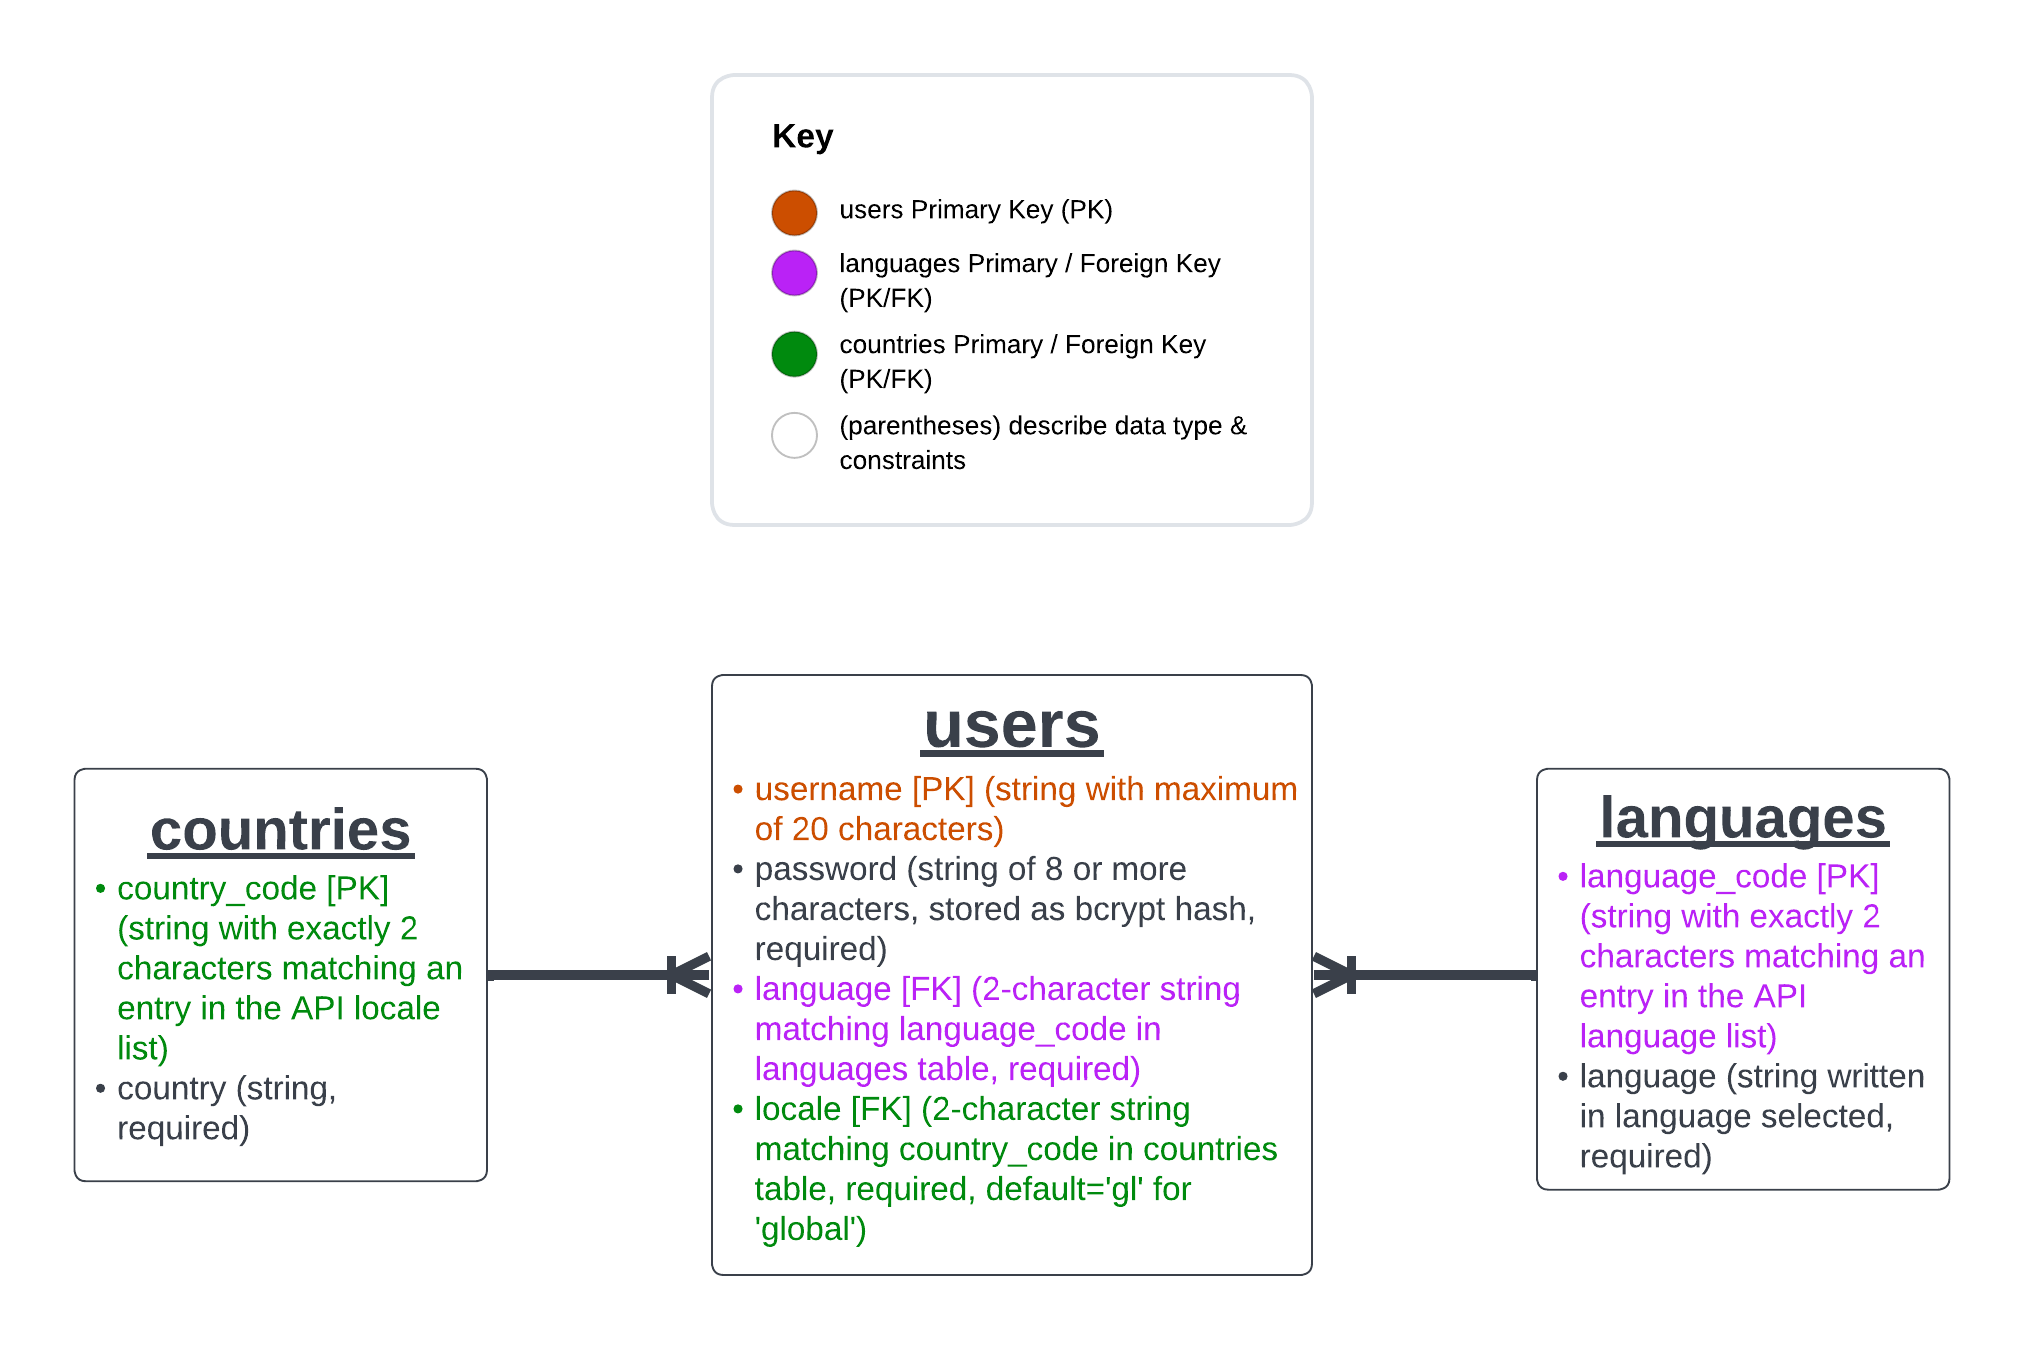 Key
users Primary Key (PK)
languages Primary / Foreign Key
(PK/FK)
countries Primary / Foreign Key
(PK/FK)
(parentheses) describe data type &
constraints
countries
• country_code [PK]
(string with exactly 2
characters matching an
entry in the API locale
list)
• country (string,
required)
users
• username [PK] (string with maximum
of 20 characters)
• password (string of 8 or more
characters, stored as bcrypt hash,
required)
• language [FK] (2-character string
matching language_code in
languages table, required)
• locale [FK] (2-character string
matching country_code in countries
table, required, default='gl' for
'global')
languages
• language_code [PK]
(string with exactly 2
characters matching an
entry in the API
language list)
• language (string written
in language selected,
required)